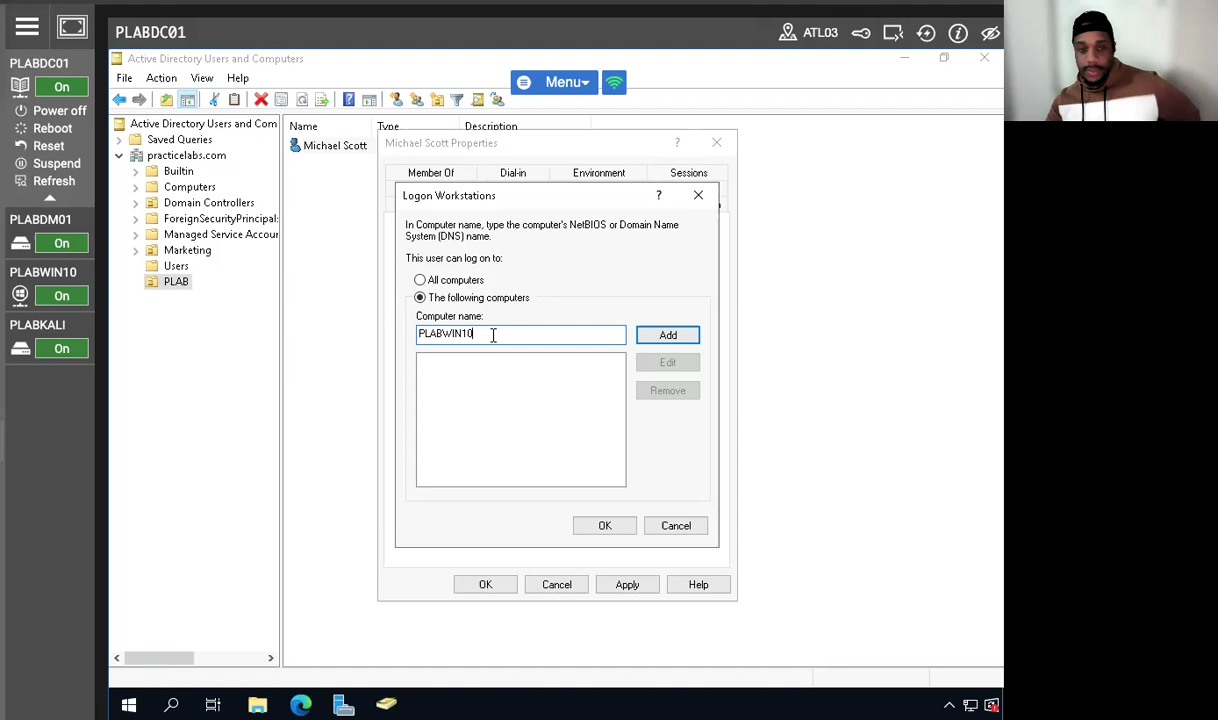 PLABDC01
ATL03
PLABDC01
On
Power off
Reboot
Reset
Suspend
Refresh
PLABDM01
On
PLABWIN10
On
PLABKALI
On
Active Directory Users and Computers
File Action View Help
Menu
Active Directory Users and Com
Saved Queries
practicelabs.com
Builtin
Computers
Domain Controllers
ForeignSecurityPrincipal:
Managed Service Accour
Marketing
Users
PLAB
Name Type Description
Michael Scott
Michael Scott Properties
Member Of Dial-in Environment Sessions
Logon Workstations
In Computer name, type the computer's NetBIOS or Domain Name
System (DNS) name.
This user can log on to:
All computers
The following computers
Computer name:
PLABWIN10
Add
Edit
Remove
OK Cancel
OK Cancel Apply Help